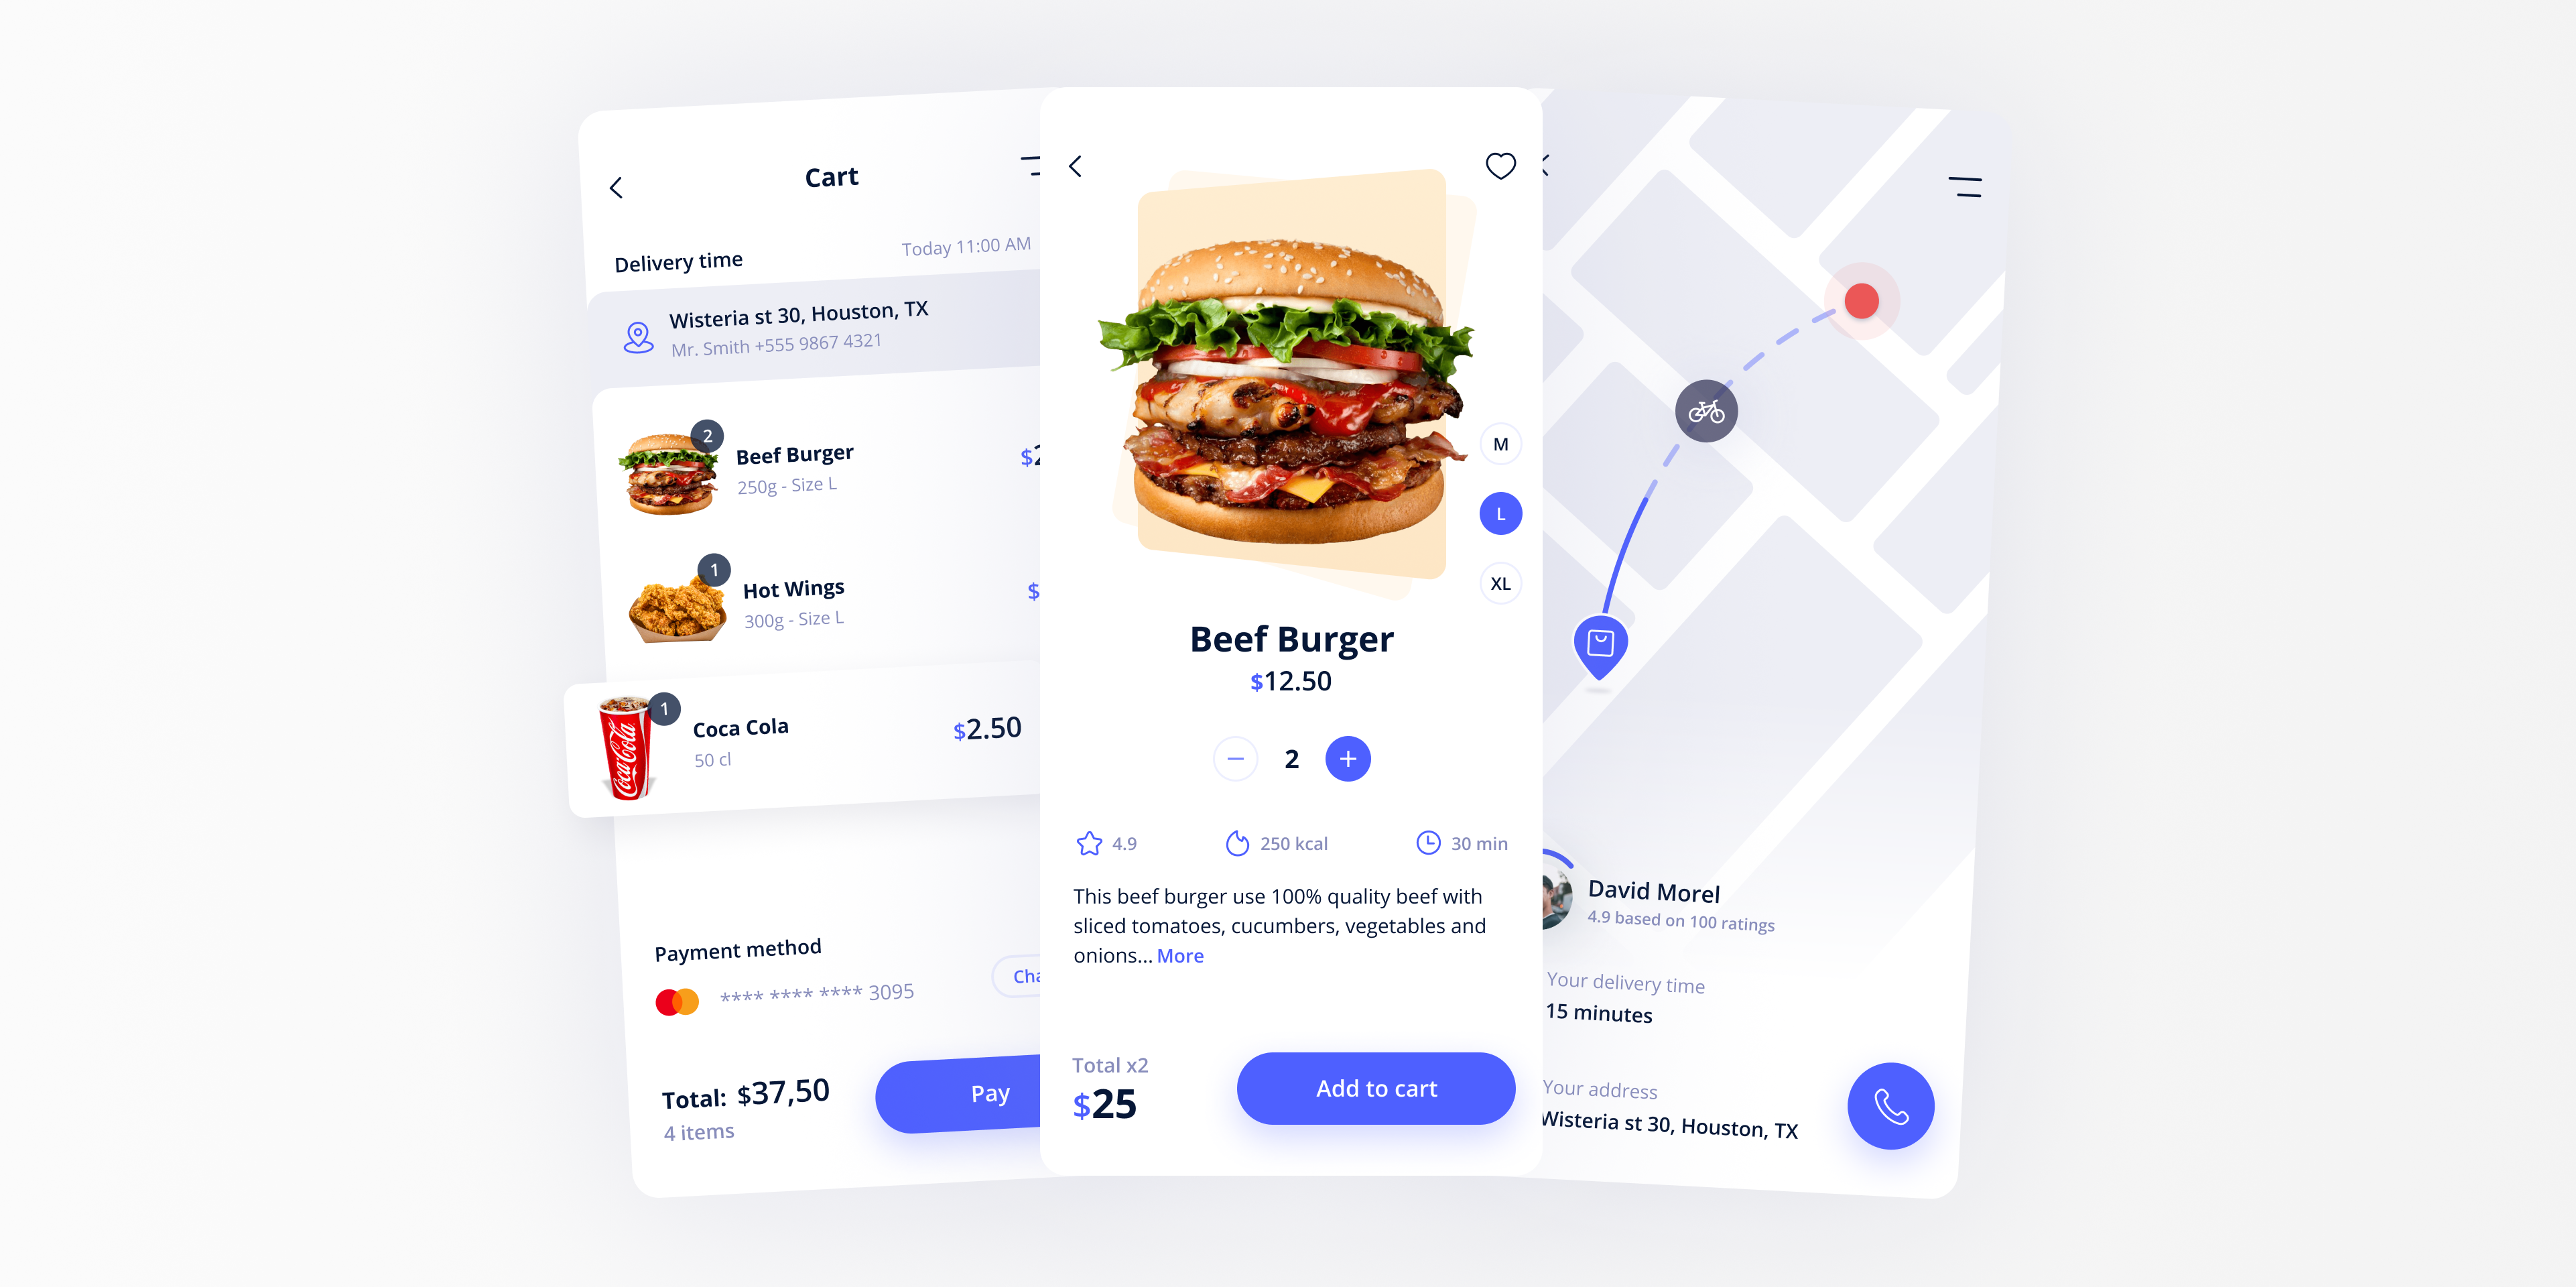 Cart
Delivery time
Today 11:00 AM
Wisteria st 30, Houston, TX
Mr. Smith +555 9867 4321
2
Beef Burger
$2
250g - Size L
1
Hot Wings
$
300g - Size L
1
Coca-Cola
Coca Cola
$2.50
50 cl
Payment method
**** **** **** 3095
Total: $37,50
4 items
Pay
M
L
XL
Beef Burger
$12.50
2
4.9
250 kcal
30 min
This beef burger use 100% quality beef with
sliced tomatoes, cucumbers, vegetables and
onions... More
Total x2
$25
Add to cart
David Morel
4.9 based on 100 ratings
Your delivery time
15 minutes
Your address
Wisteria st 30, Houston, TX